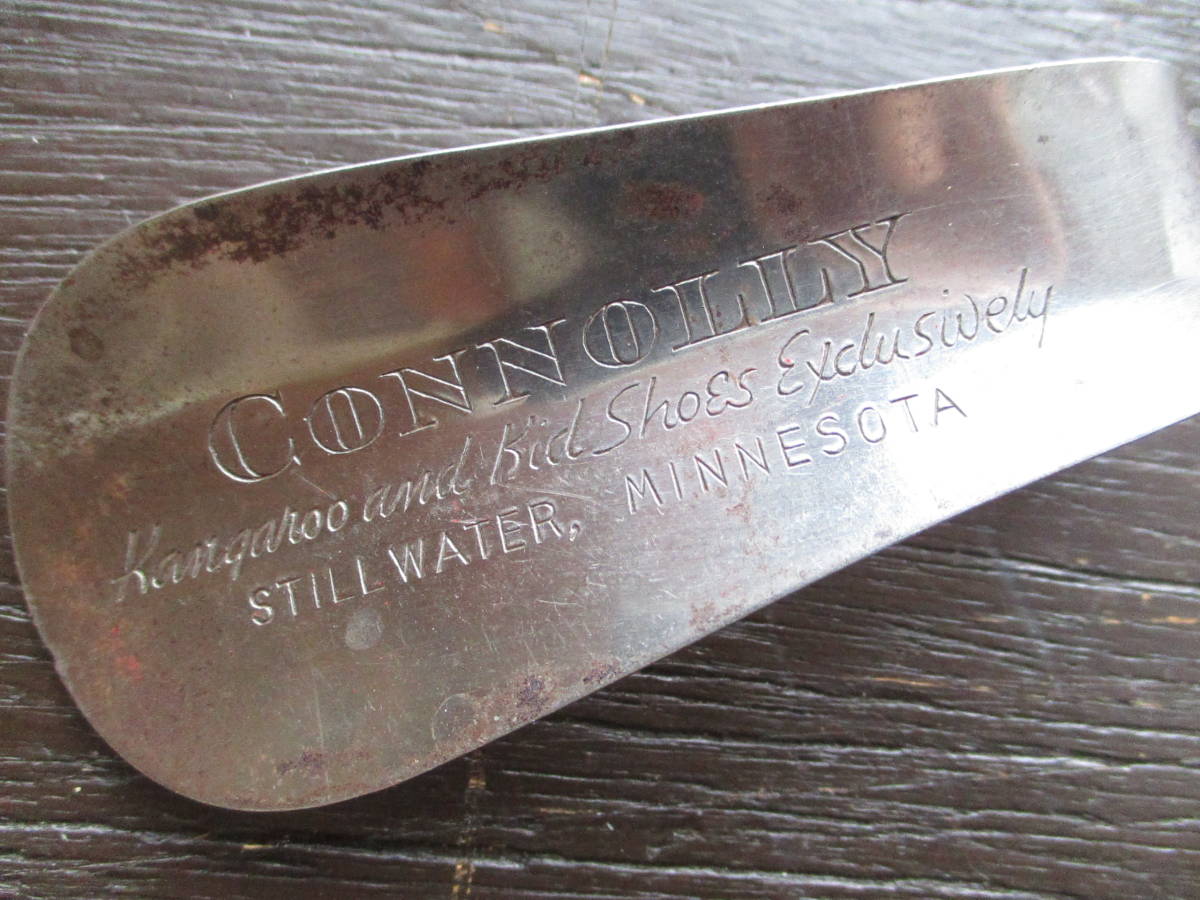 CONNOLLY
Kangaroo and Kid Shoes Exclusively
STILLWATER, MINNESOTA